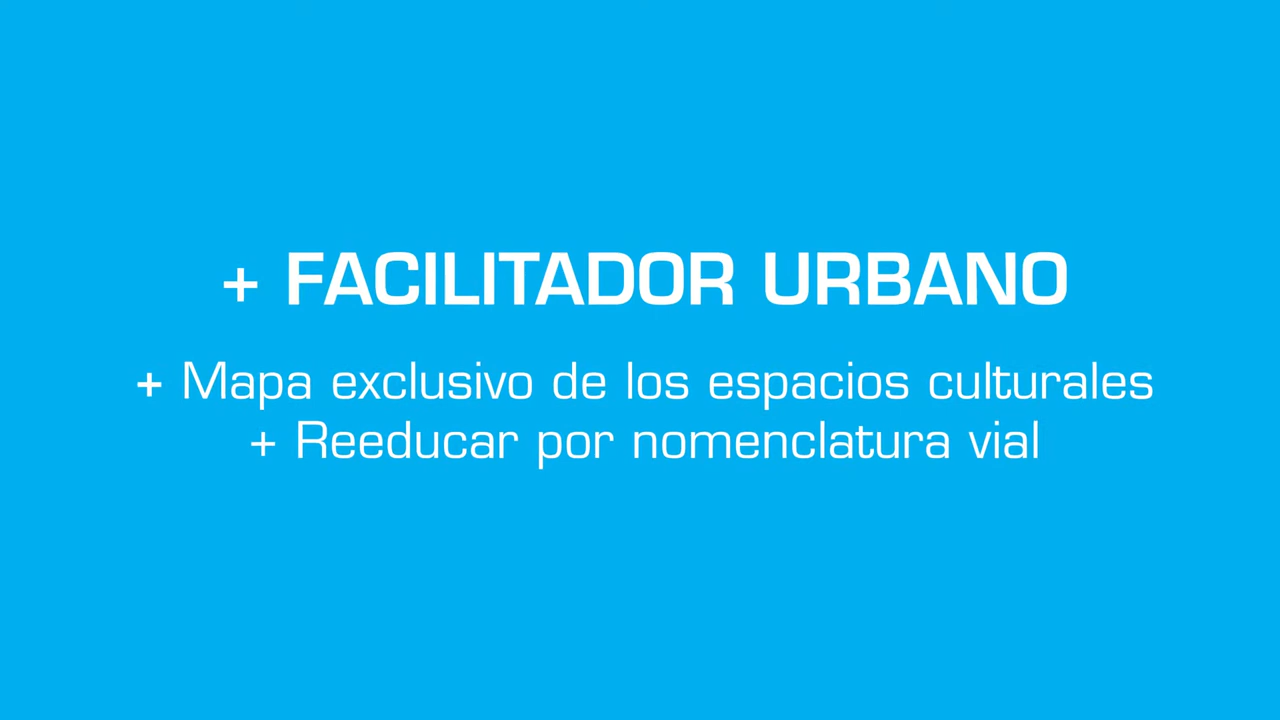 + FACILITADOR URBANO
+ Mapa exclusivo de los espacios culturales
+ Reeducar por nomenclatura vial